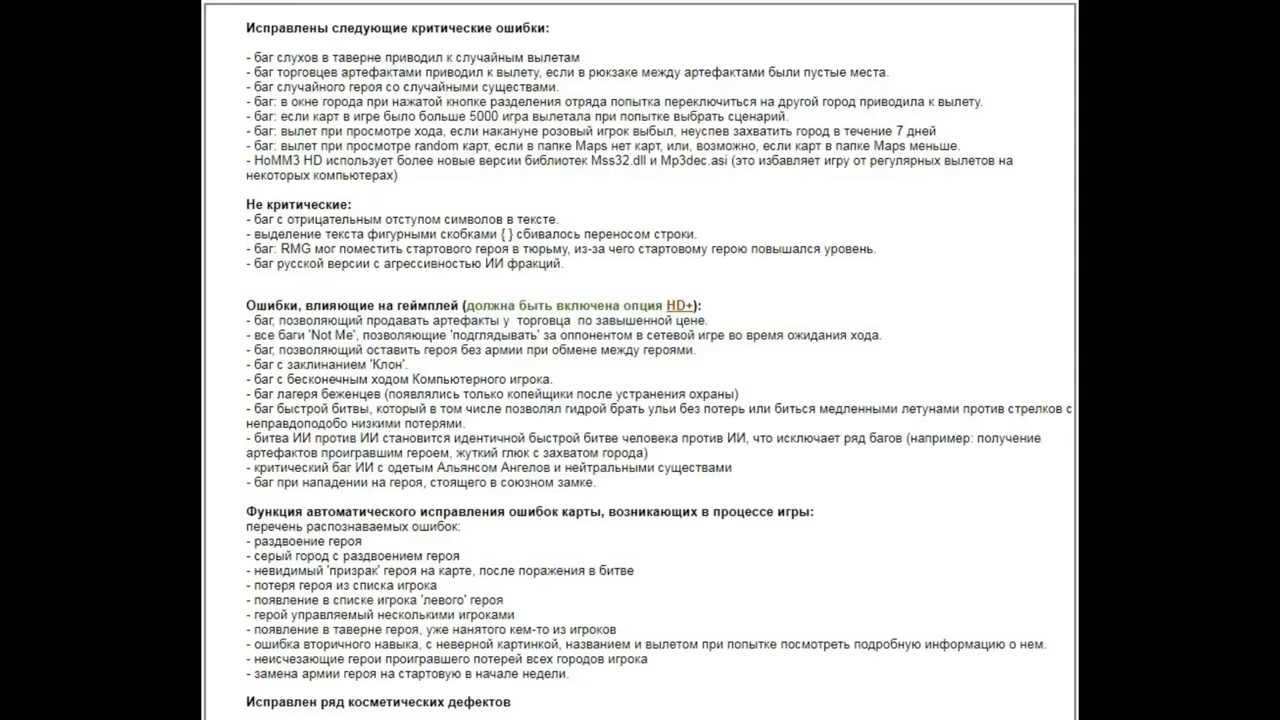 Исправлены следующие критические ошибки:
- баг слухов в таверне приводил к случайным вылетам
- баг торговцев артефактами приводил к вылету, если в рюкзаке между артефактами были пустые места.
- баг случайного героя со случайными существами.
- баг: в окне города при нажатой кнопке разделения отряда попытка переключиться на другой город приводила к вылету.
- баг: если карт в игре было больше 5000 игра вылетала при попытке выбрать сценарий.
- баг: вылет при просмотре хода, если накануне розовый игрок выбыл, неуспев захватить город в течение 7 дней
- баг: вылет при просмотре random карт, если в папке Maps нет карт, или, возможно, если карт в папке Maps меньше.
- HoMM3 HD использует более новые версии библиотек Mss32.dll и Mp3dec.asi (это избавляет игру от регулярных вылетов на
некоторых компьютерах)
Не критические:
- баг с отрицательным отступом символов в тексте.
- выделение текста фигурными скобками { } сбивалось переносом строки.
- баг: RMG мог поместить стартового героя в тюрьму, из-за чего стартовому герою повышался уровень.
- баг русской версии с агрессивностью ИИ фракций.
Ошибки, влияющие на геймплей (должна быть включена опция HD+):
- баг, позволяющий продавать артефакты у торговца по завышенной цене.
- все баги 'Not Me', позволяющие 'подглядывать' за оппонентом в сетевой игре во время ожидания хода.
- баг, позволяющий оставить героя без армии при обмене между героями.
- баг с заклинанием 'Клон'.
- баг с бесконечным ходом Компьютерного игрока.
- баг лагеря беженцев (появлялись только копейщики после устранения охраны)
- баг быстрой битвы, который в том числе позволял гидрой брать ульи без потерь или биться медленными летунами против стрелков с
неправдоподобо низкими потерями.
- битва ИИ против ИИ становится идентичной быстрой битве человека против ИИ, что исключает ряд багов (например: получение
артефактов проигравшим героем, жуткий глюк с захватом города)
- критический баг ИИ с одетым Альянсом Ангелов и нейтральными существами
- баг при нападении на героя, стоящего в союзном замке.
Функция автоматического исправления ошибок карты, возникающих в процессе игры:
перечень распознаваемых ошибок:
- раздвоение героя
- серый город с раздвоением героя
- невидимый 'призрак' героя на карте, после поражения в битве
- потеря героя из списка игрока
- появление в списке игрока 'левого' героя
- герой управляемый несколькими игроками
- появление в таверне героя, уже нанятого кем-то из игроков
- ошибка вторичного навыка, с неверной картинкой, названием и вылетом при попытке посмотреть подробную информацию о нем.
- неисчезающие герои проигравшего потерей всех городов игрока
- замена армии героя на стартовую в начале недели.
Исправлен ряд косметических дефектов